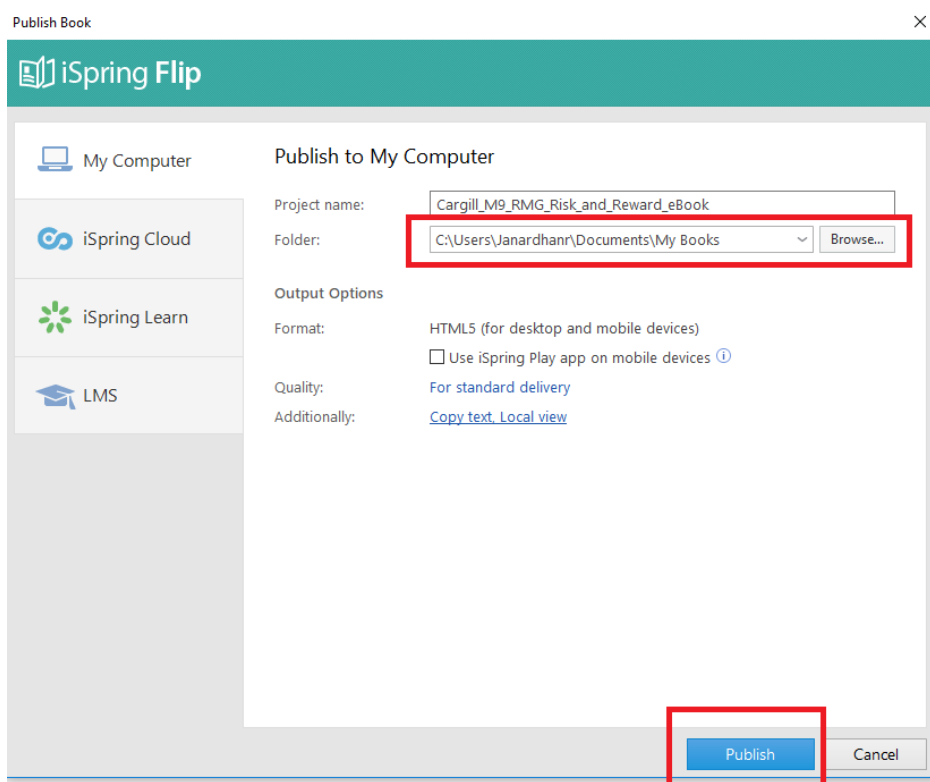 Publish Book
iSpring Flip
My Computer
iSpring Cloud
iSpring Learn
LMS
Publish to My Computer
Project name: Cargill_M9_RMG_Risk_and_Reward_eBook
Folder: C:\Users\Janardhanr\Documents\My Books Browse...
Output Options
Format: HTML5 (for desktop and mobile devices)
Use iSpring Play app on mobile devices
Quality: For standard delivery
Additionally: Copy text, Local view
Publish Cancel